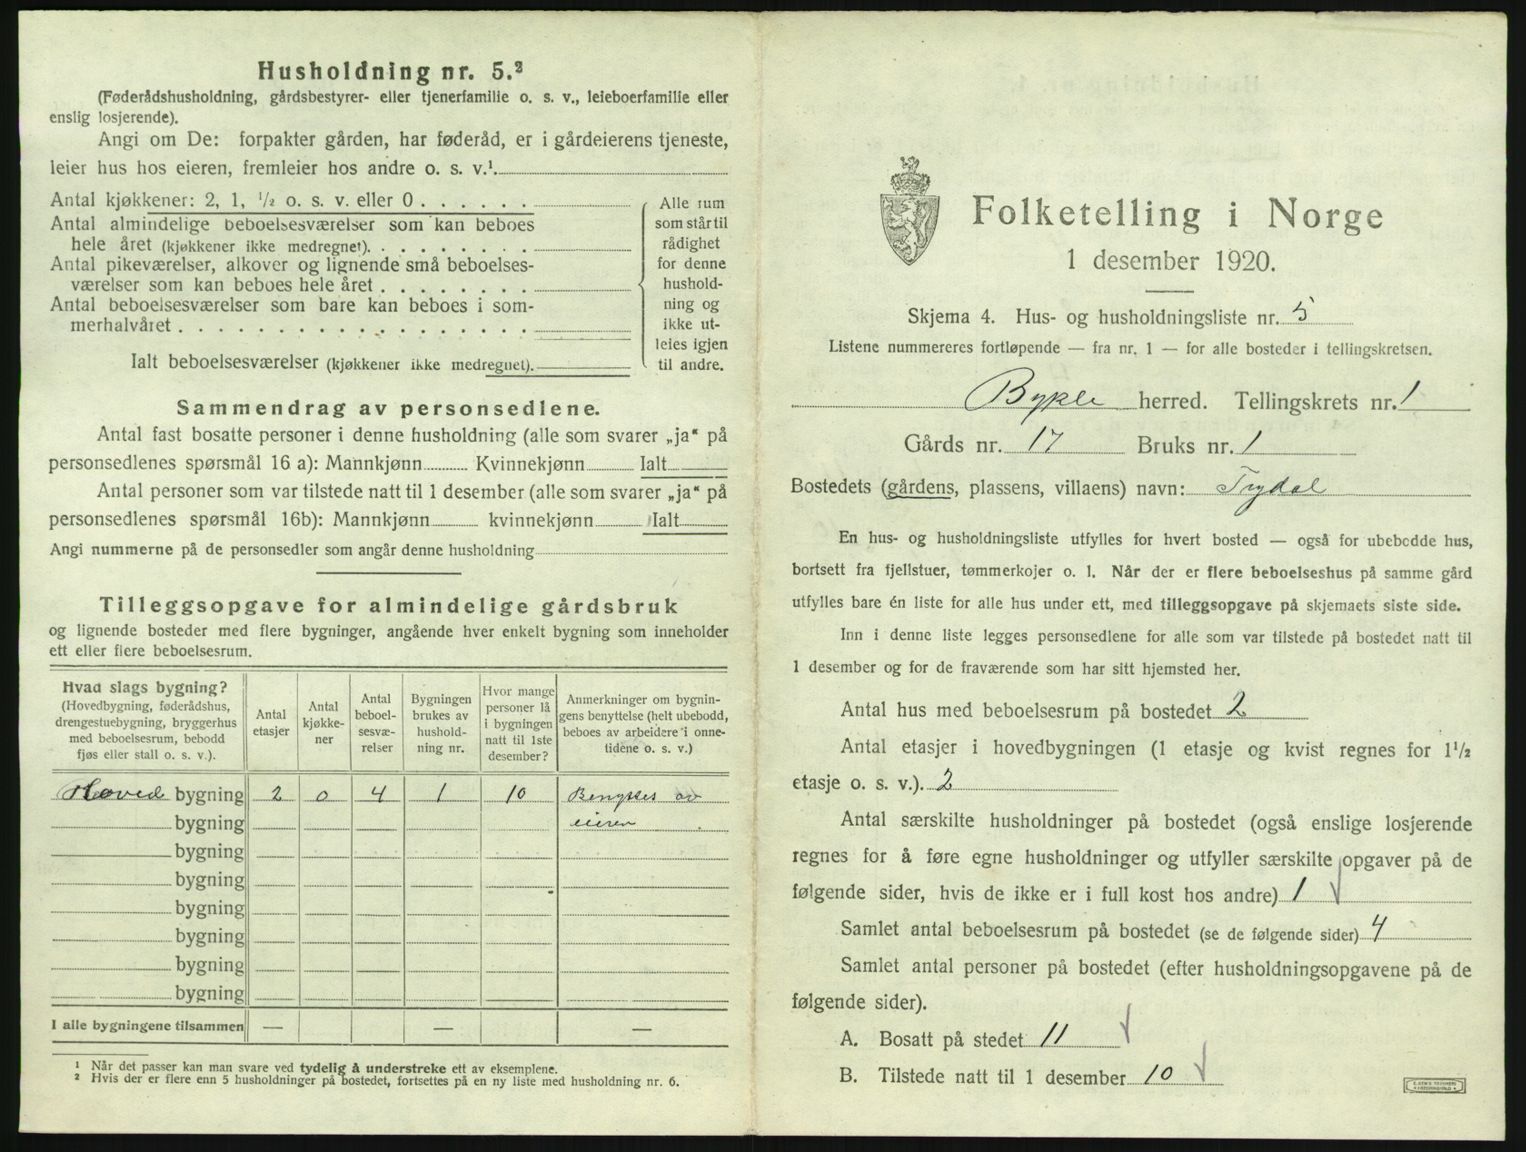 Husholdning nr. 5.²
(Føderådshusholdning, gårdsbestyrer- eller tjenerfamilie o. s. v., leieboerfamilie eller
enslig losjerende).
Angi om De: forpakter gården, har føderåd, er i gårdeierens tjeneste,
leier hus hos eieren, fremleier hos andre o. s. v.¹.
Antal kjøkkener: 2, 1, ½ o. s. v. eller 0 . . . . . .
Antal almindelige beboelsesværelser som kan beboes
hele året (kjøkkener ikke medregnet). . . . . . . . .
Antal pikeværelser, alkover og lignende små beboelses-
værelser som kan beboes hele året . . . . . . . .
Antal beboelsesværelser som bare kan beboes i som-
merhalvåret . . . . . . . . . . . . . . . . . .
Ialt beboelsesværelser (kjøkkener ikke medregnet).
Alle rum
som står til
rådighet
for denne
hushold-
ning og
ikke ut-
leies igjen
til andre.
Sammendrag av personsedlene.
Antal fast bosatte personer i denne husholdning (alle som svarer „ja“ på
personsedlenes spørsmål 16 a): Mannkjønn Kvinnekjønn Ialt
Antal personer som var tilstede natt til 1 desember (alle som svarer „ja“ på
personsedlenes spørsmål 16b): Mannkjønn kvinnekjønn Ialt
Angi nummerne på de personsedler som angår denne husholdning
Tilleggsopgave for almindelige gårdsbruk
og lignende bosteder med flere bygninger, angående hver enkelt bygning som inneholder
ett eller flere beboelsesrum.
Hvad slags bygning?
(Hovedbygning, føderådshus,
drengestuebygning, bryggerhus
med beboelsesrum, bebodd
fjøs eller stall o. s. v.).
Antal
etasjer
Antal
kjøkke-
ner
Antal
beboel-
sesvæ-
relser
Bygningen
brukes av
hushold-
ning nr.
Hvor mange
personer lå
i bygningen
natt til 1ste
desember?
Anmerkninger om bygnin-
gens benyttelse (helt ubebodd,
beboes av arbeidere i onne-
tidene o. s. v.)
Hoved bygning 2 0 4 1 10 Benyttes av
bygning eieren
bygning
bygning
bygning
bygning
bygning
bygning
I alle bygningene tilsammen — — —
¹ Når det passer kan man svare ved tydelig å understreke ett av eksemplene.
² Hvis der er flere enn 5 husholdninger på bostedet, fortsettes på en ny liste med husholdning nr. 6.
Folketelling i Norge
1 desember 1920.
Skjema 4. Hus- og husholdningsliste nr. 5
Listene nummereres fortløpende — fra nr. 1 — for alle bosteder i tellingskretsen.
Bykle herred. Tellingskrets nr. 1
Gårds nr. 17 Bruks nr. 1
Bostedets (gårdens, plassens, villaens) navn: Trydal
En hus- og husholdningsliste utfylles for hvert bosted — også for ubebodde hus,
bortsett fra fjellstuer, tømmerkojer o. l. Når der er flere beboelseshus på samme gård
utfylles bare én liste for alle hus under ett, med tilleggsopgave på skjemaets siste side.
Inn i denne liste legges personsedlene for alle som var tilstede på bostedet natt til
1 desember og for de fraværende som har sitt hjemsted her.
Antal hus med beboelsesrum på bostedet 2
Antal etasjer i hovedbygningen (1 etasje og kvist regnes for 1½
etasje o. s. v.). 2
Antal særskilte husholdninger på bostedet (også enslige losjerende
regnes for å føre egne husholdninger og utfyller særskilte opgaver på de
følgende sider, hvis de ikke er i full kost hos andre) 1
Samlet antal beboelsesrum på bostedet (se de følgende sider) 4
Samlet antal personer på bostedet (efter husholdningsopgavene på de
følgende sider).
A. Bosatt på stedet 11
B. Tilstede natt til 1 desember 10